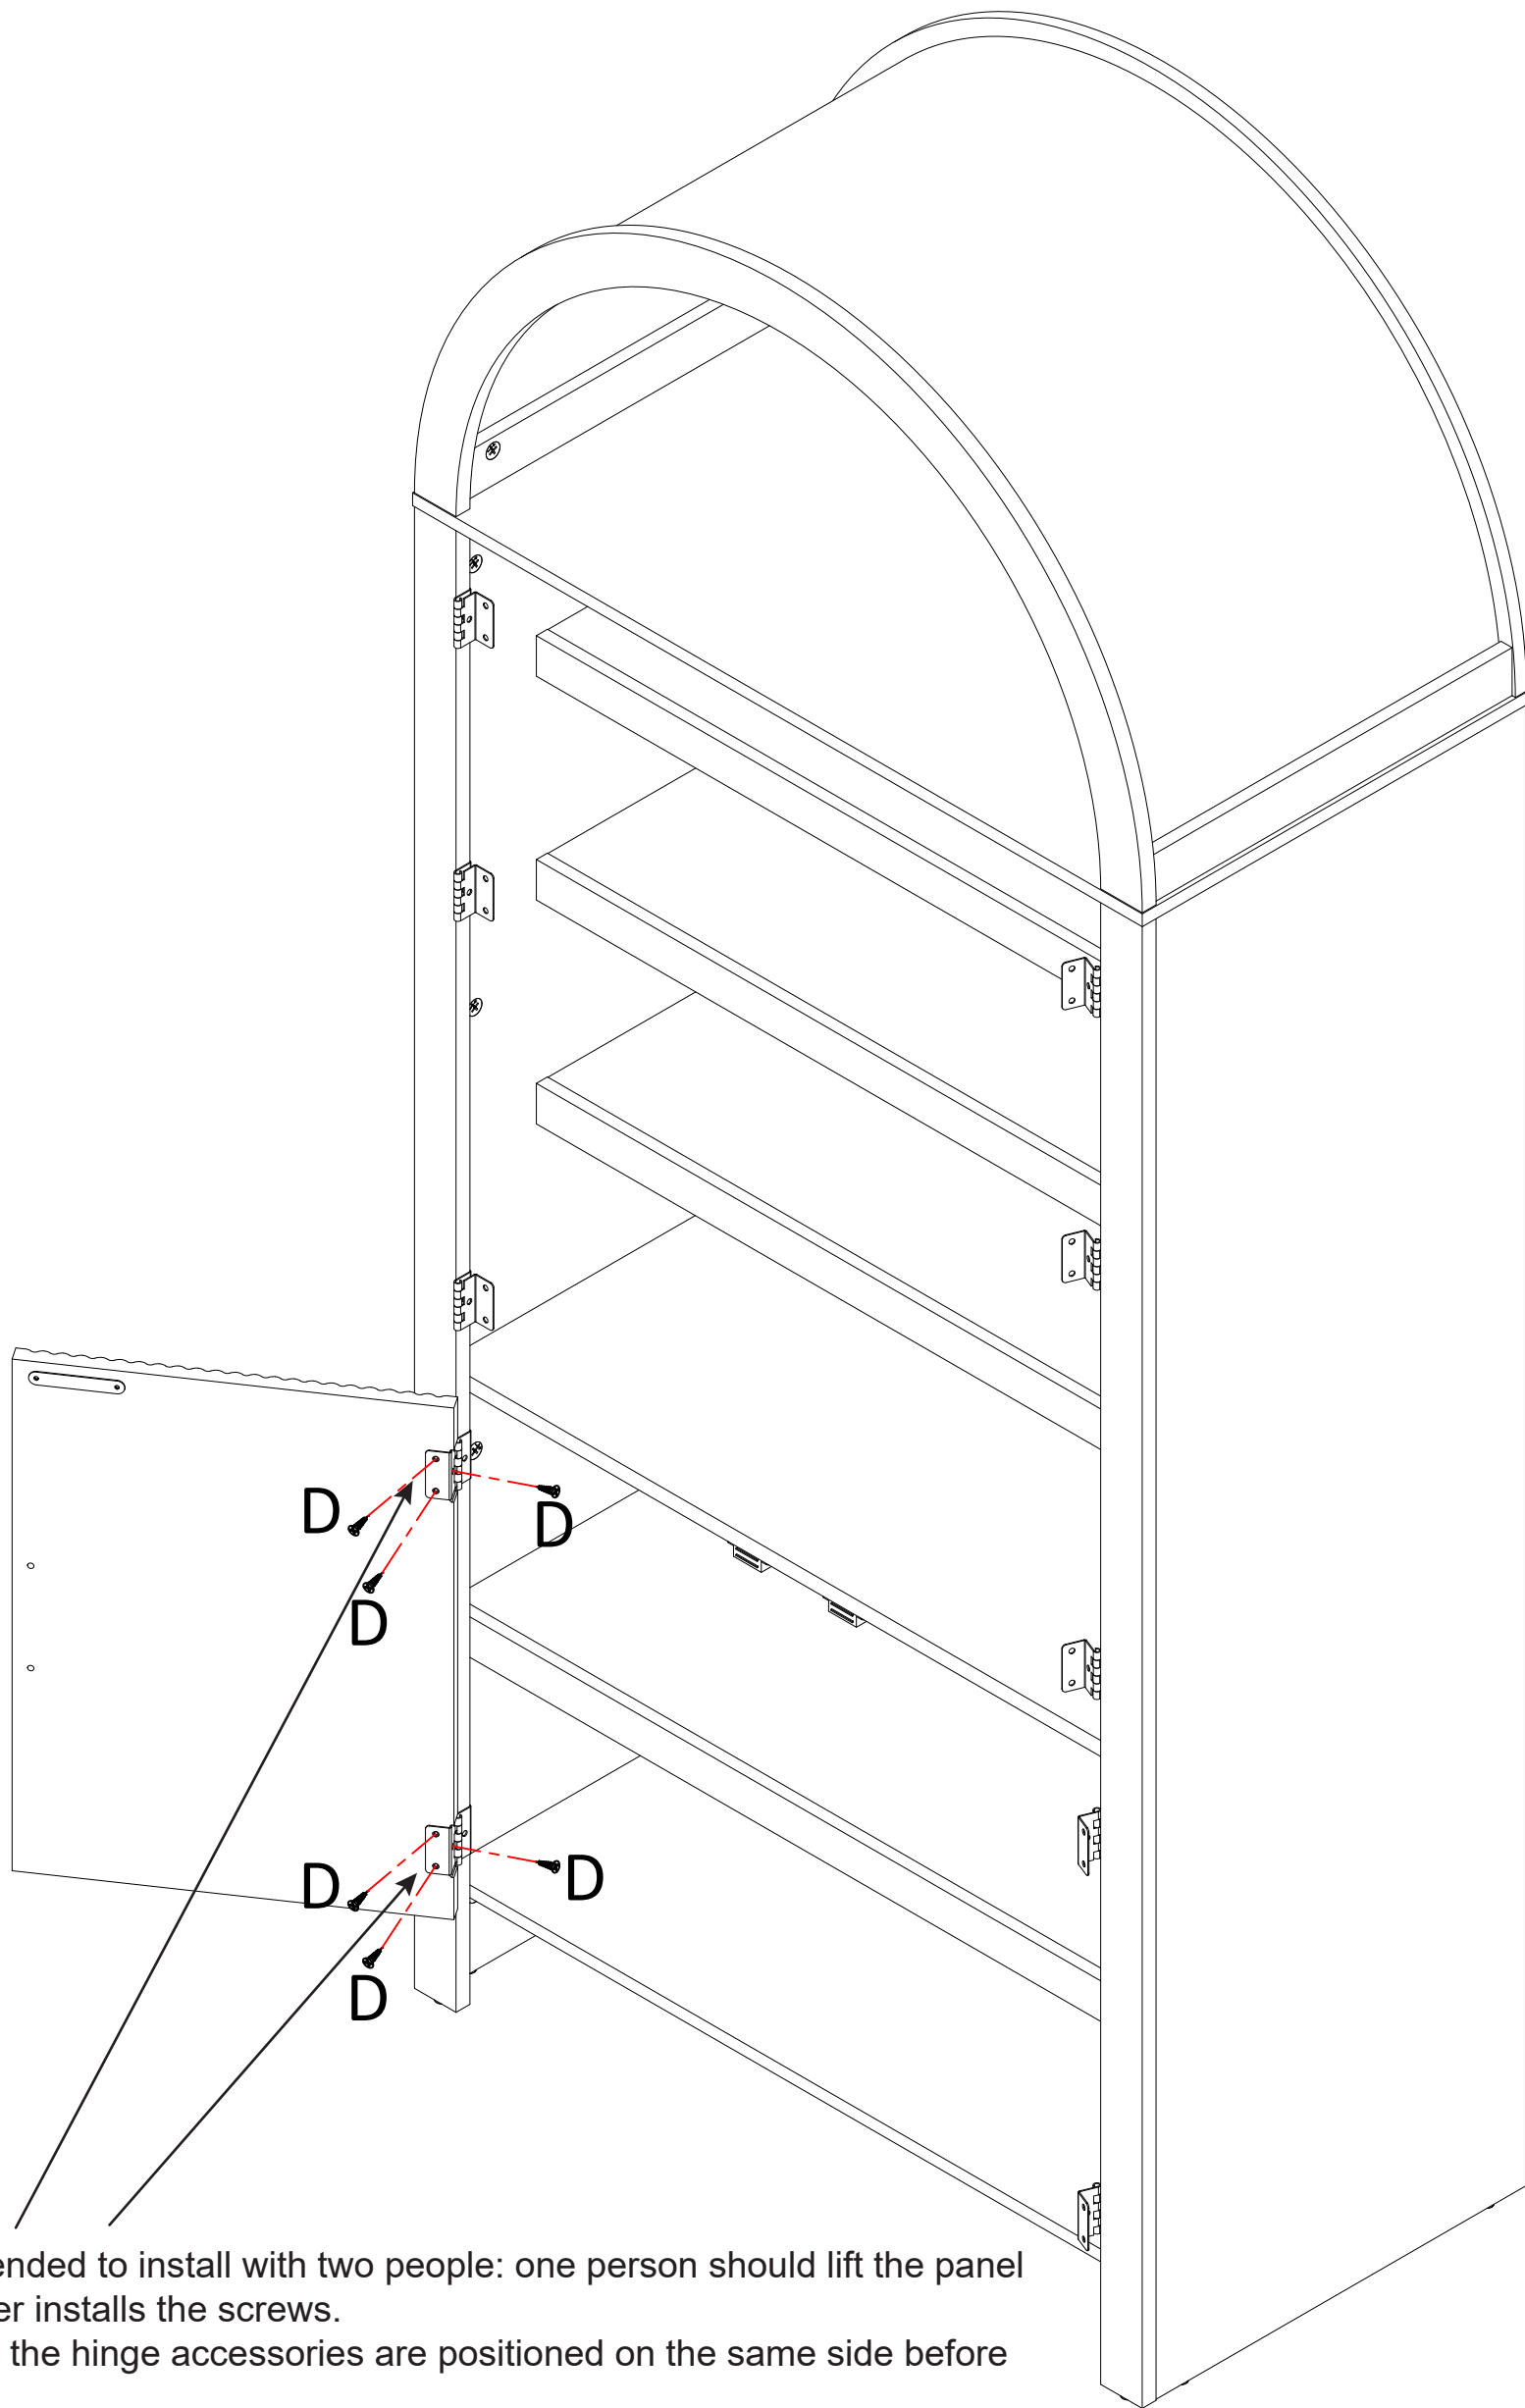 D
D
D
D
D
D
ended to install with two people: one person should lift the panel
er installs the screws.
the hinge accessories are positioned on the same side before